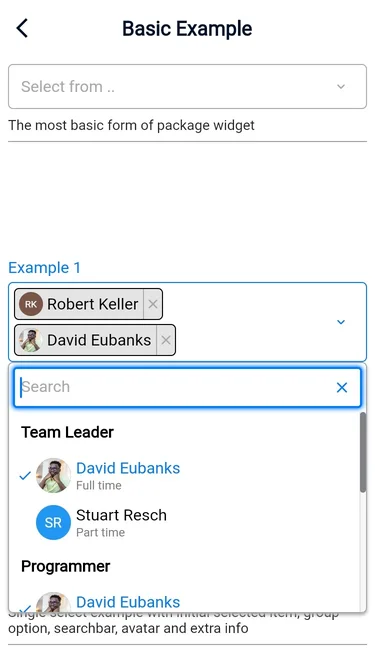 Basic Example
Select from ..
The most basic form of package widget
Example 1
RK Robert Keller
David Eubanks
Search
Team Leader
David Eubanks
Full time
SR Stuart Resch
Part time
Programmer
David Eubanks
Single select example with initial selected item, group
option, searchbar, avatar and extra info